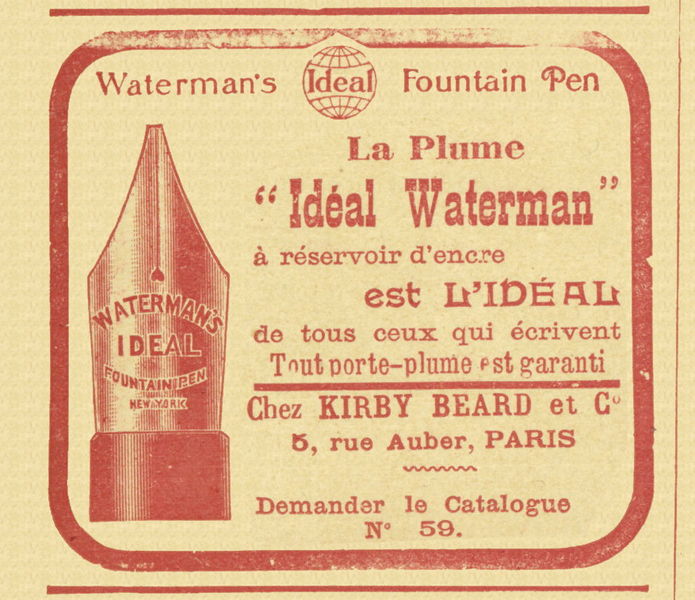 Waterman's Ideal Fountain Pen
La Plume
“Idéal Waterman”
à réservoir d'encre
est L'IDÉAL
de tous ceux qui écrivent
Tout porte-plume est garanti
Chez KIRBY BEARD et Cº
5, rue Auber, PARIS
Demander le Catalogue
Nº 59.
WATERMAN'S
IDEAL
FOUNTAIN PEN
NEW YORK